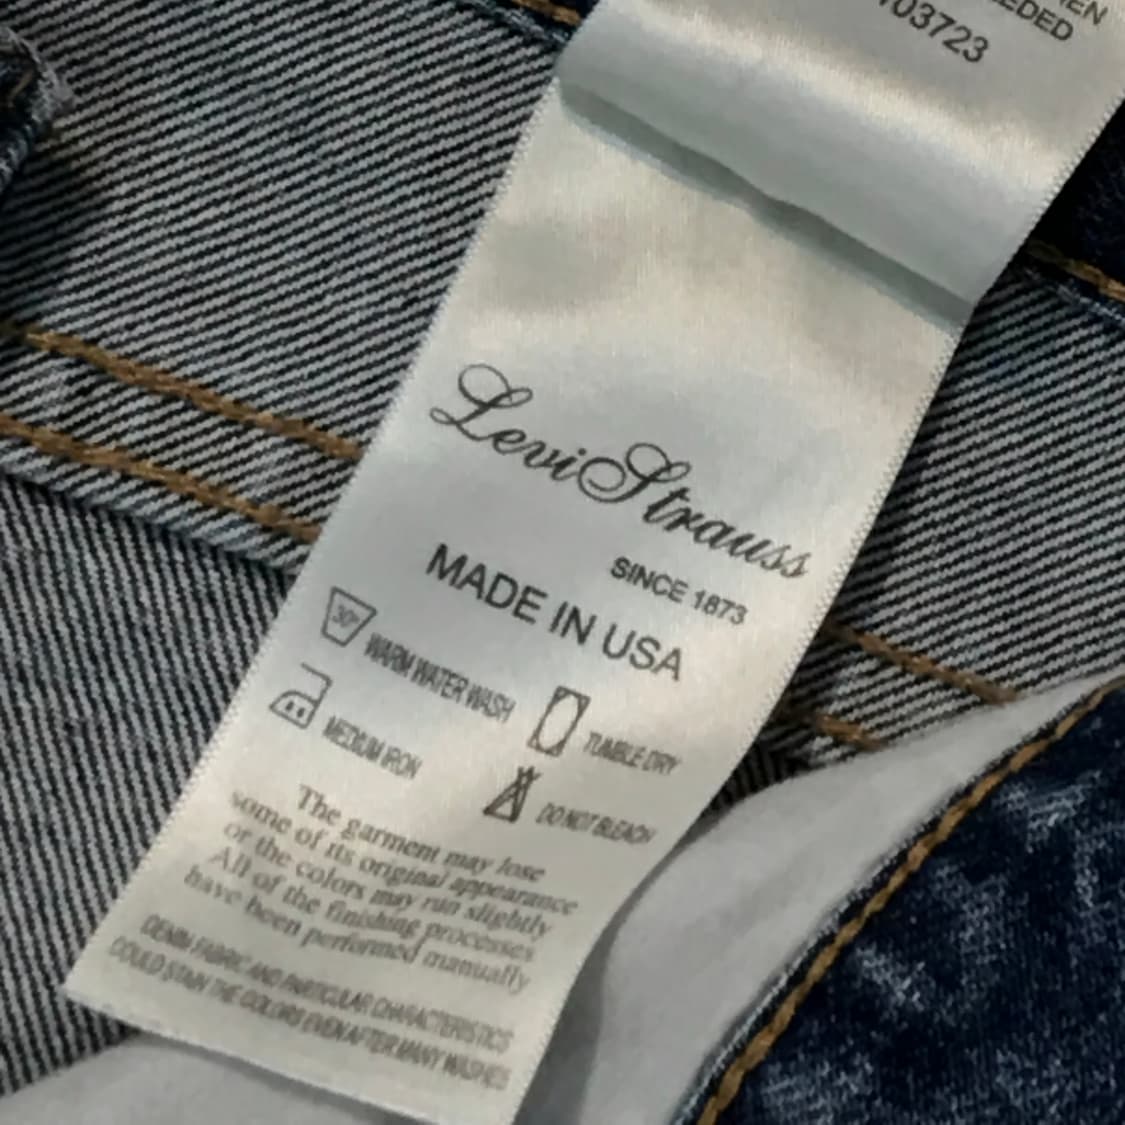 EN
EDED
03723
Levi Strauss
SINCE 1873
MADE IN USA
30°
WARM WATER WASH
TUMBLE DRY
MEDIUM IRON
DO NOT BLEACH
The garment may lose
some of its original appearance
or the colors may run slightly
All of the finishing processes
have been performed manually
DENIM FABRIC AND PARTICULAR CHARACTERISTICS
COULD STAIN THE COLORS EVEN AFTER MANY WASHES